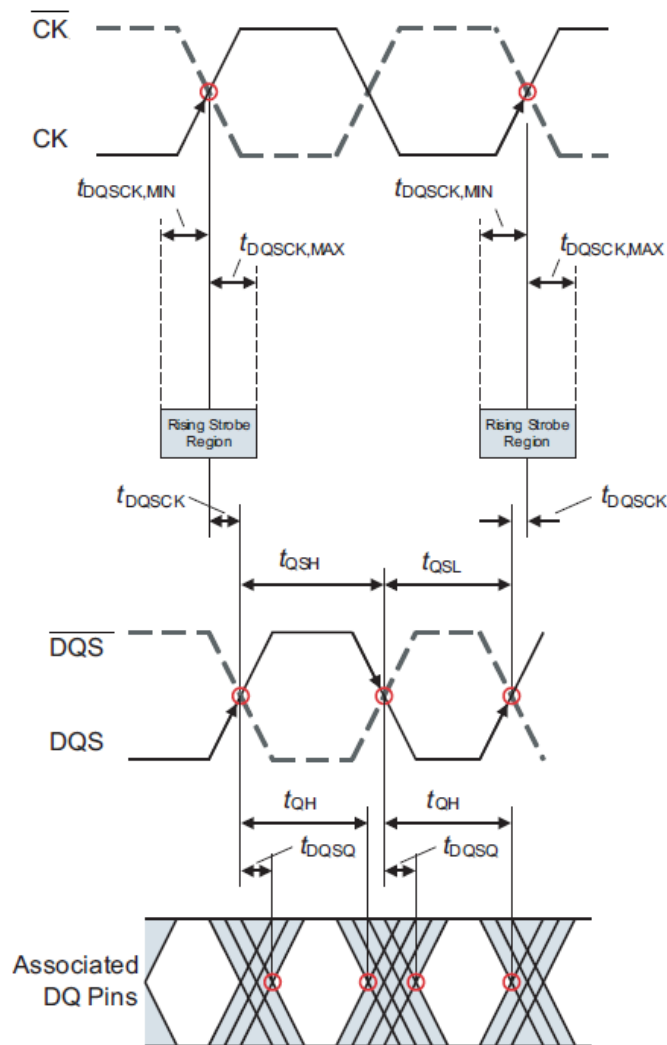 CK
CK
tDQSCK,MIN
tDQSCK,MIN
tDQSCK,MAX
tDQSCK,MAX
Rising Strobe
Region
Rising Strobe
Region
tDQSCK
tDQSCK
tQSH
tQSL
DQS
DQS
tQH
tQH
tDQSQ
tDQSQ
Associated
DQ Pins